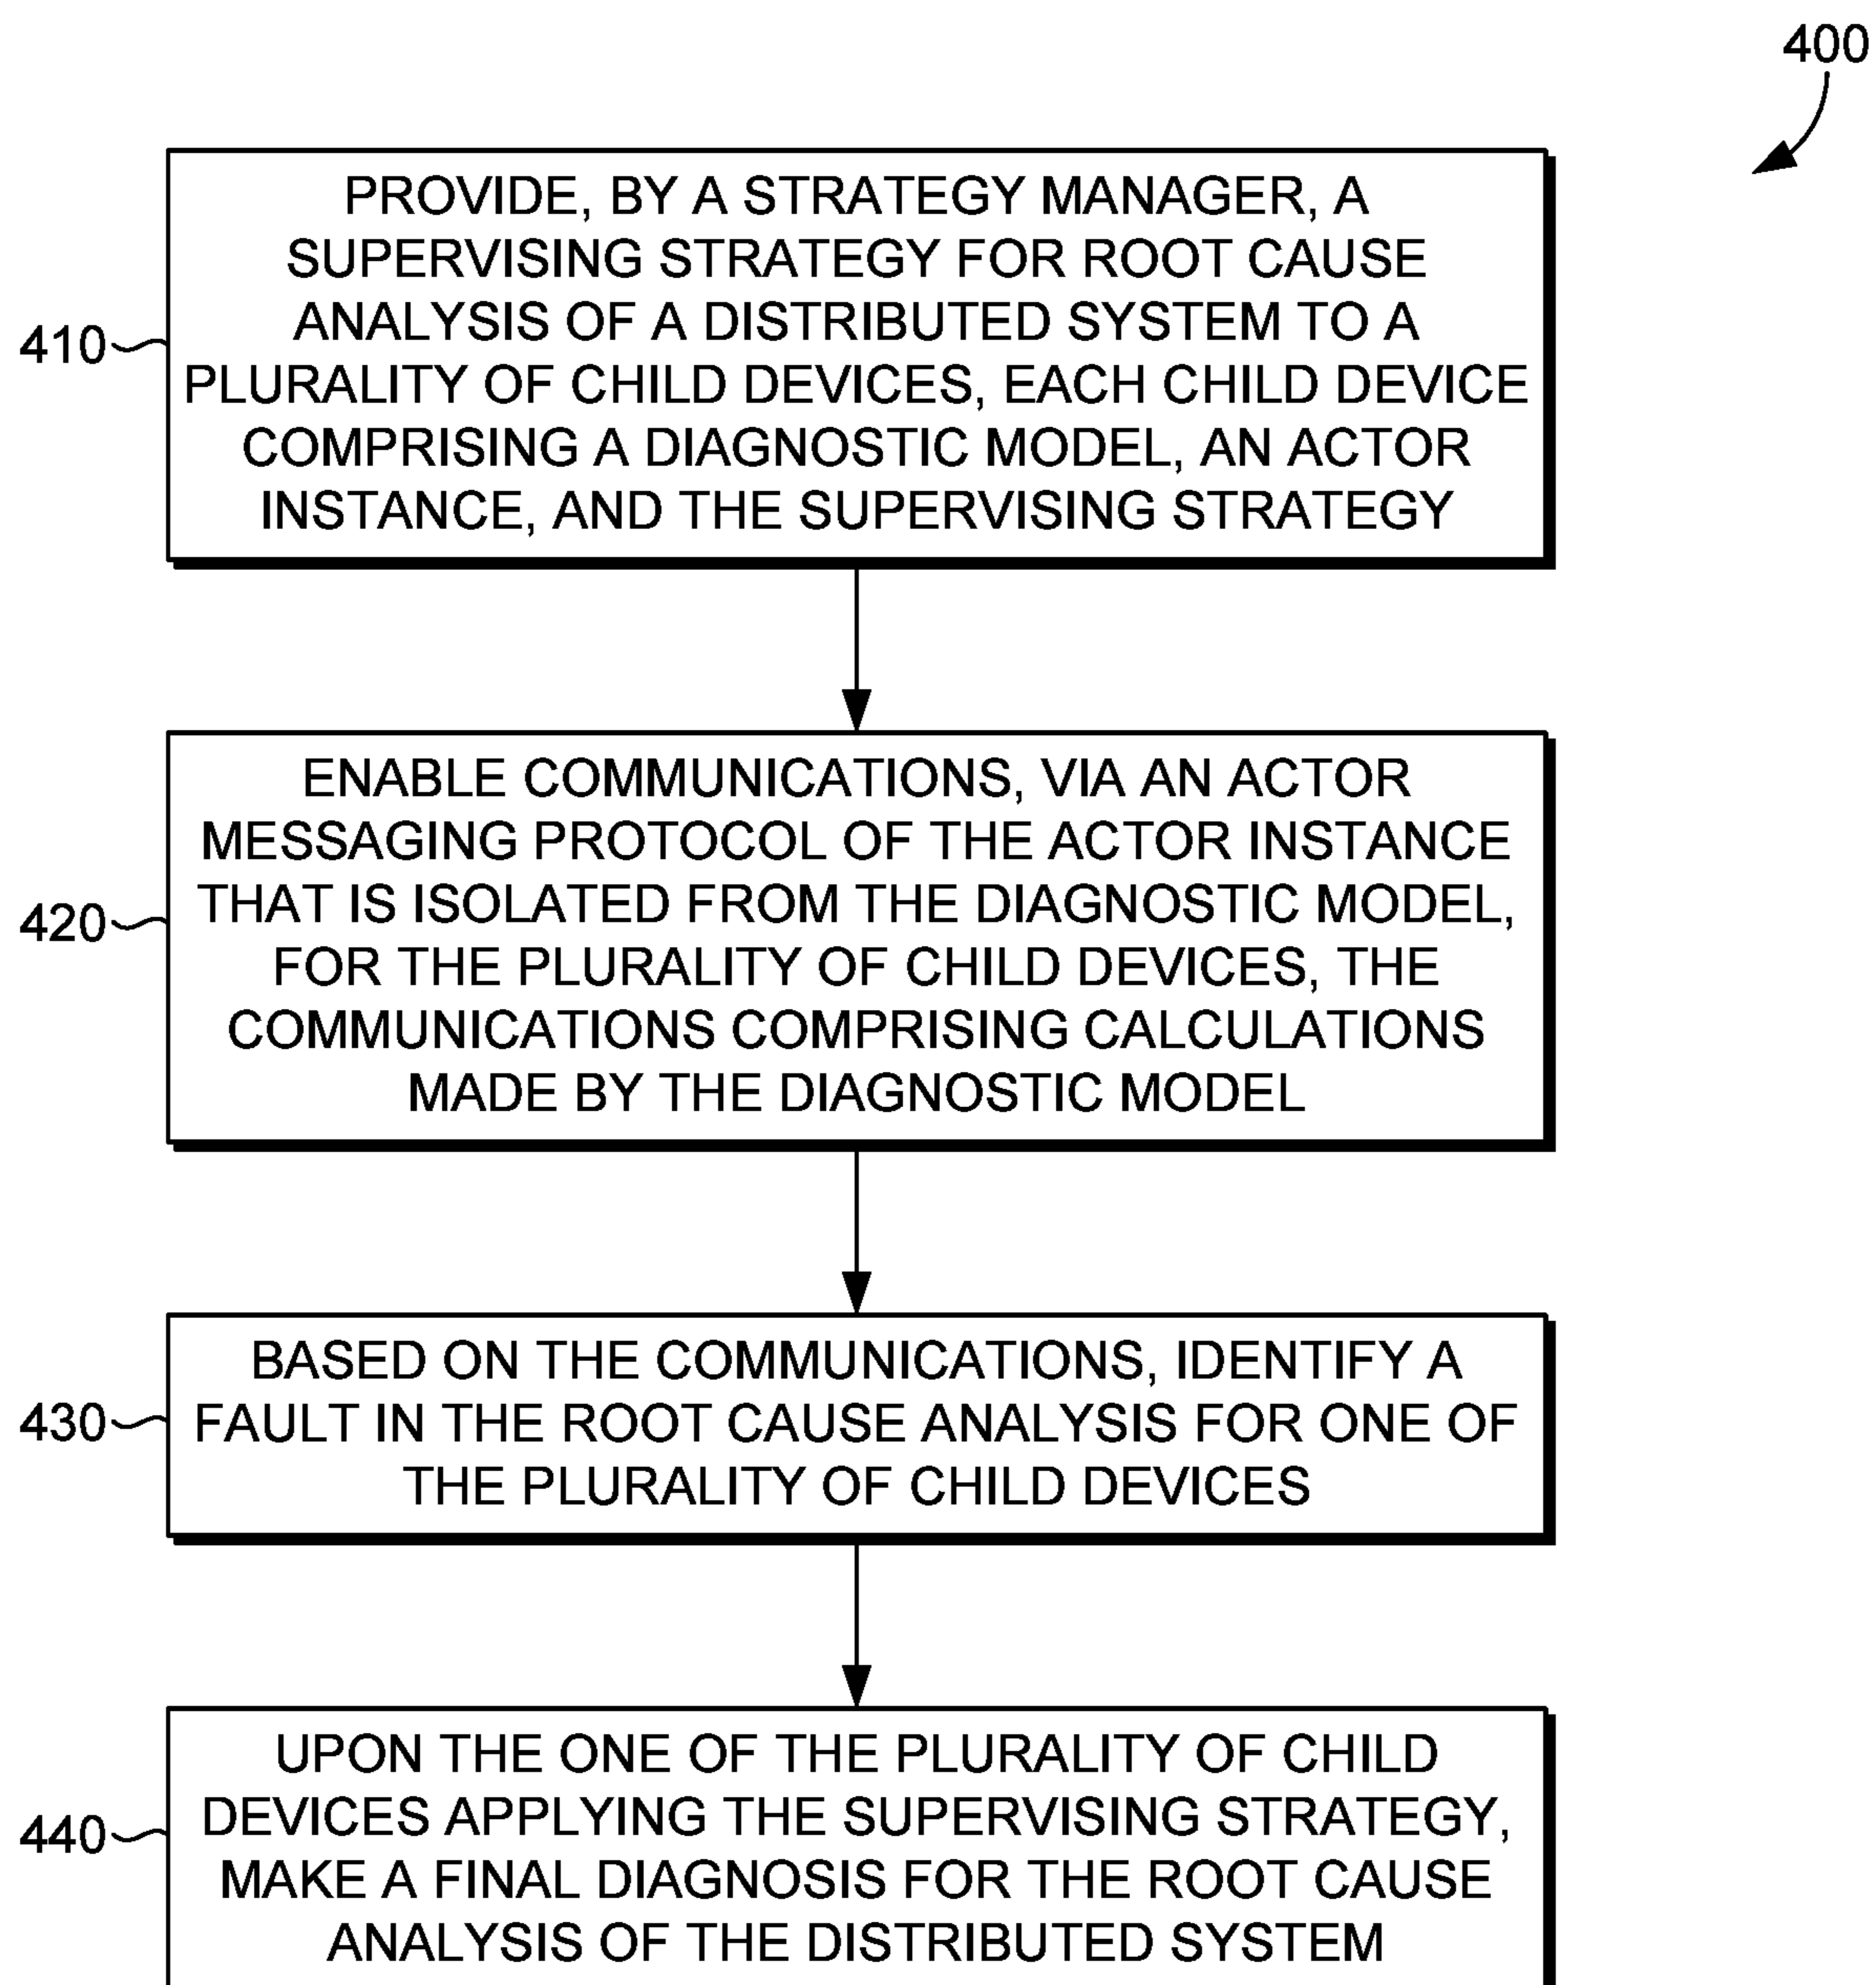 400
PROVIDE, BY A STRATEGY MANAGER, A
SUPERVISING STRATEGY FOR ROOT CAUSE
ANALYSIS OF A DISTRIBUTED SYSTEM TO A
PLURALITY OF CHILD DEVICES, EACH CHILD DEVICE
COMPRISING A DIAGNOSTIC MODEL, AN ACTOR
INSTANCE, AND THE SUPERVISING STRATEGY
410
ENABLE COMMUNICATIONS, VIA AN ACTOR
MESSAGING PROTOCOL OF THE ACTOR INSTANCE
THAT IS ISOLATED FROM THE DIAGNOSTIC MODEL,
FOR THE PLURALITY OF CHILD DEVICES, THE
COMMUNICATIONS COMPRISING CALCULATIONS
MADE BY THE DIAGNOSTIC MODEL
420
BASED ON THE COMMUNICATIONS, IDENTIFY A
FAULT IN THE ROOT CAUSE ANALYSIS FOR ONE OF
THE PLURALITY OF CHILD DEVICES
430
UPON THE ONE OF THE PLURALITY OF CHILD
DEVICES APPLYING THE SUPERVISING STRATEGY,
MAKE A FINAL DIAGNOSIS FOR THE ROOT CAUSE
ANALYSIS OF THE DISTRIBUTED SYSTEM
440